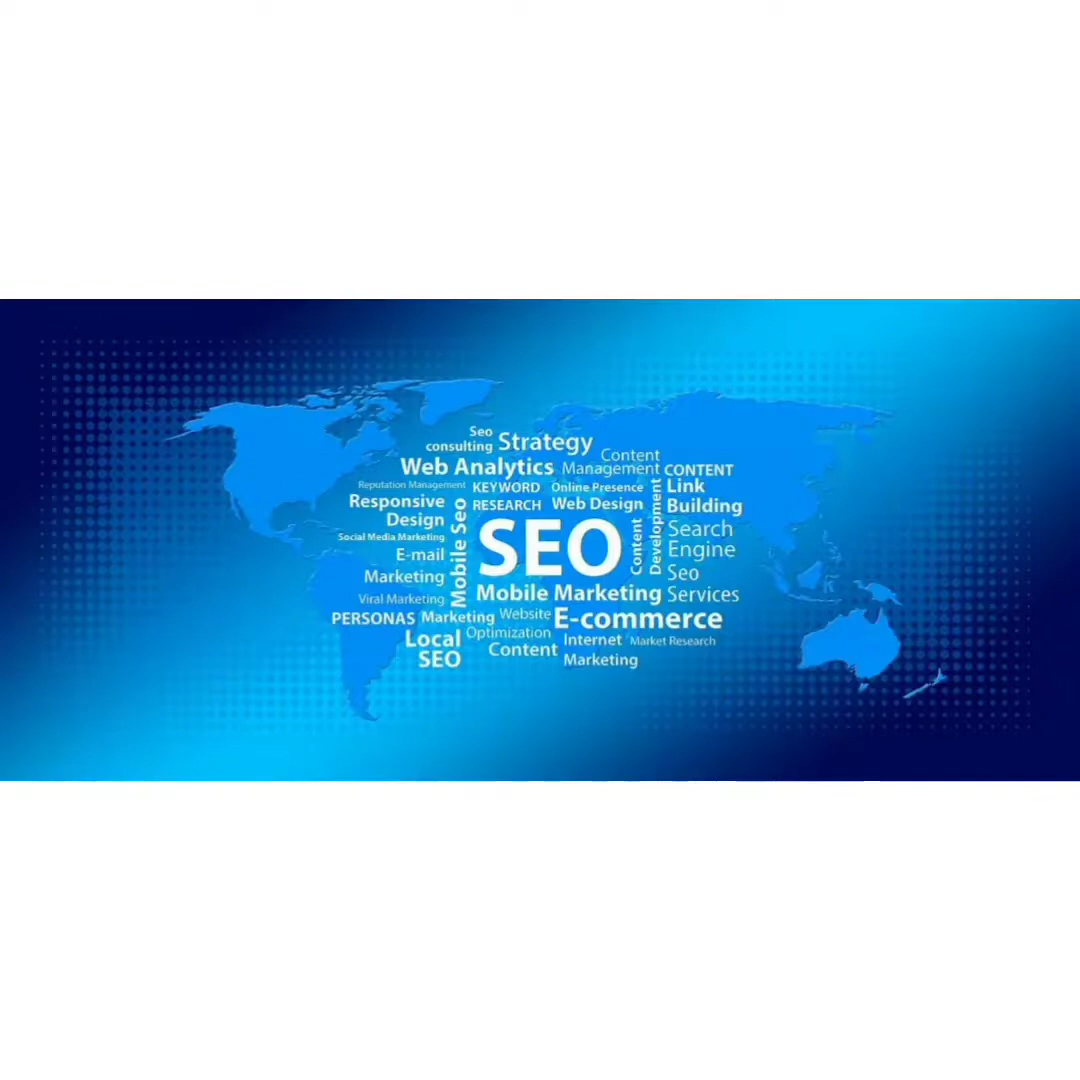 Seo
consulting
Strategy
Content
Management
Web Analytics
CONTENT
Reputation Management
KEYWORD
RESEARCH
Online Presence
Link
Building
Responsive
Design
Web Design
Social Media Marketing
Mobile Seo
SEO
Content
Development
Search
Engine
E-mail
Marketing
Seo
Services
Viral Marketing
Mobile Marketing
PERSONAS
Marketing
Website
Optimization
E-commerce
Local
SEO
Content
Internet
Marketing
Market Research